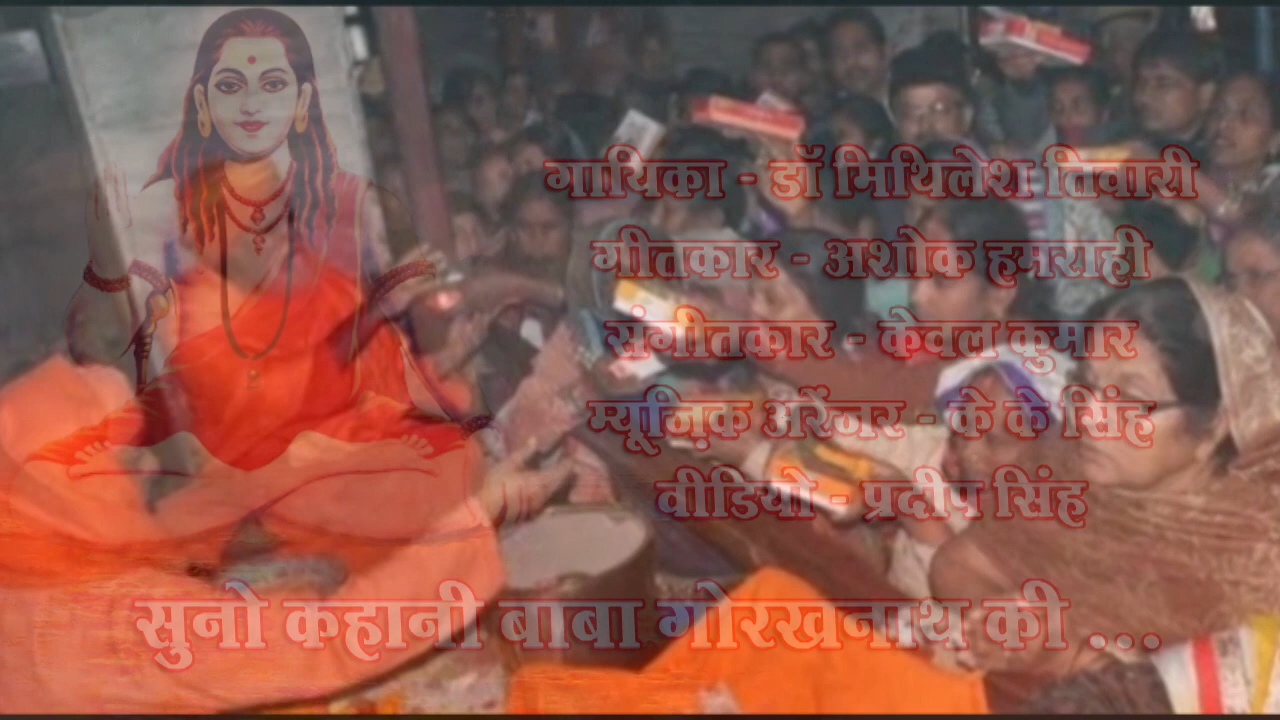 गायिका - डॉ मिथिलेश तिवारी
गीतकार - अशोक हमराही
संगीतकार - केवल कुमार
म्यूज़िक अरेंजर - के के सिंह
वीडियो - प्रदीप सिंह
सुनो कहानी बाबा गोरखनाथ की ...